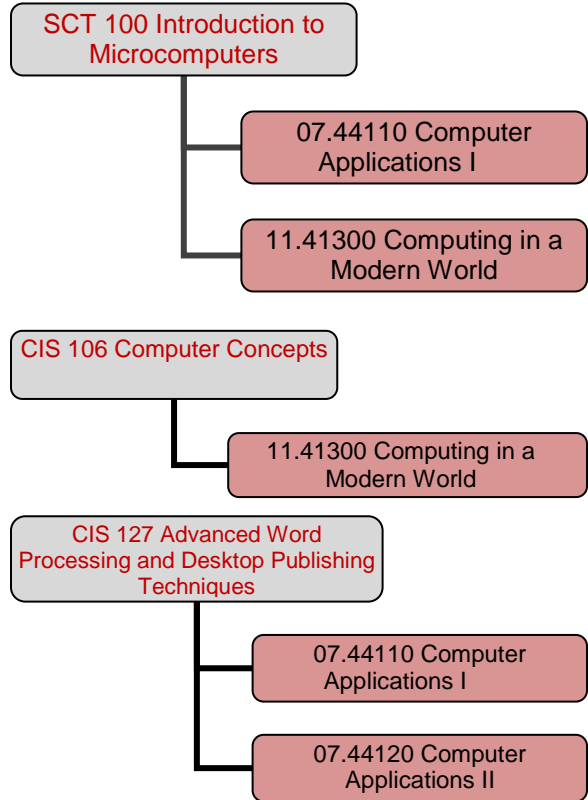 SCT 100 Introduction to
Microcomputers
07.44110 Computer
Applications I
11.41300 Computing in a
Modern World
CIS 106 Computer Concepts
11.41300 Computing in a
Modern World
CIS 127 Advanced Word
Processing and Desktop Publishing
Techniques
07.44110 Computer
Applications I
07.44120 Computer
Applications II